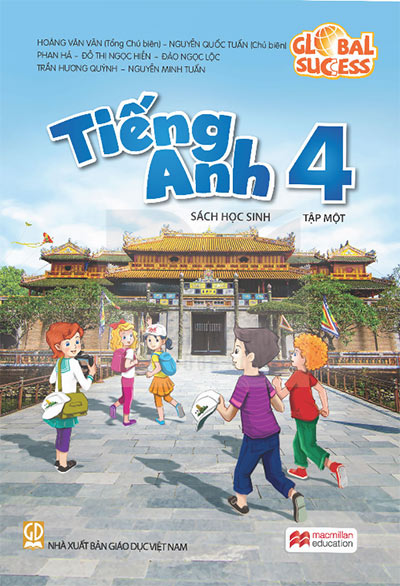 HOÀNG VĂN VÂN (Tổng Chủ biên) - NGUYỄN QUỐC TUẤN (Chủ biên)
PHAN HÀ - ĐỖ THỊ NGỌC HIỀN - ĐÀO NGỌC LỘC
TRẦN HƯƠNG QUỲNH - NGUYỄN MINH TUẤN
GLOBAL
SUCCESS
Tiếng
Anh 4
SÁCH HỌC SINH
TẬP MỘT
GD
NHÀ XUẤT BẢN GIÁO DỤC VIỆT NAM
macmillan
education